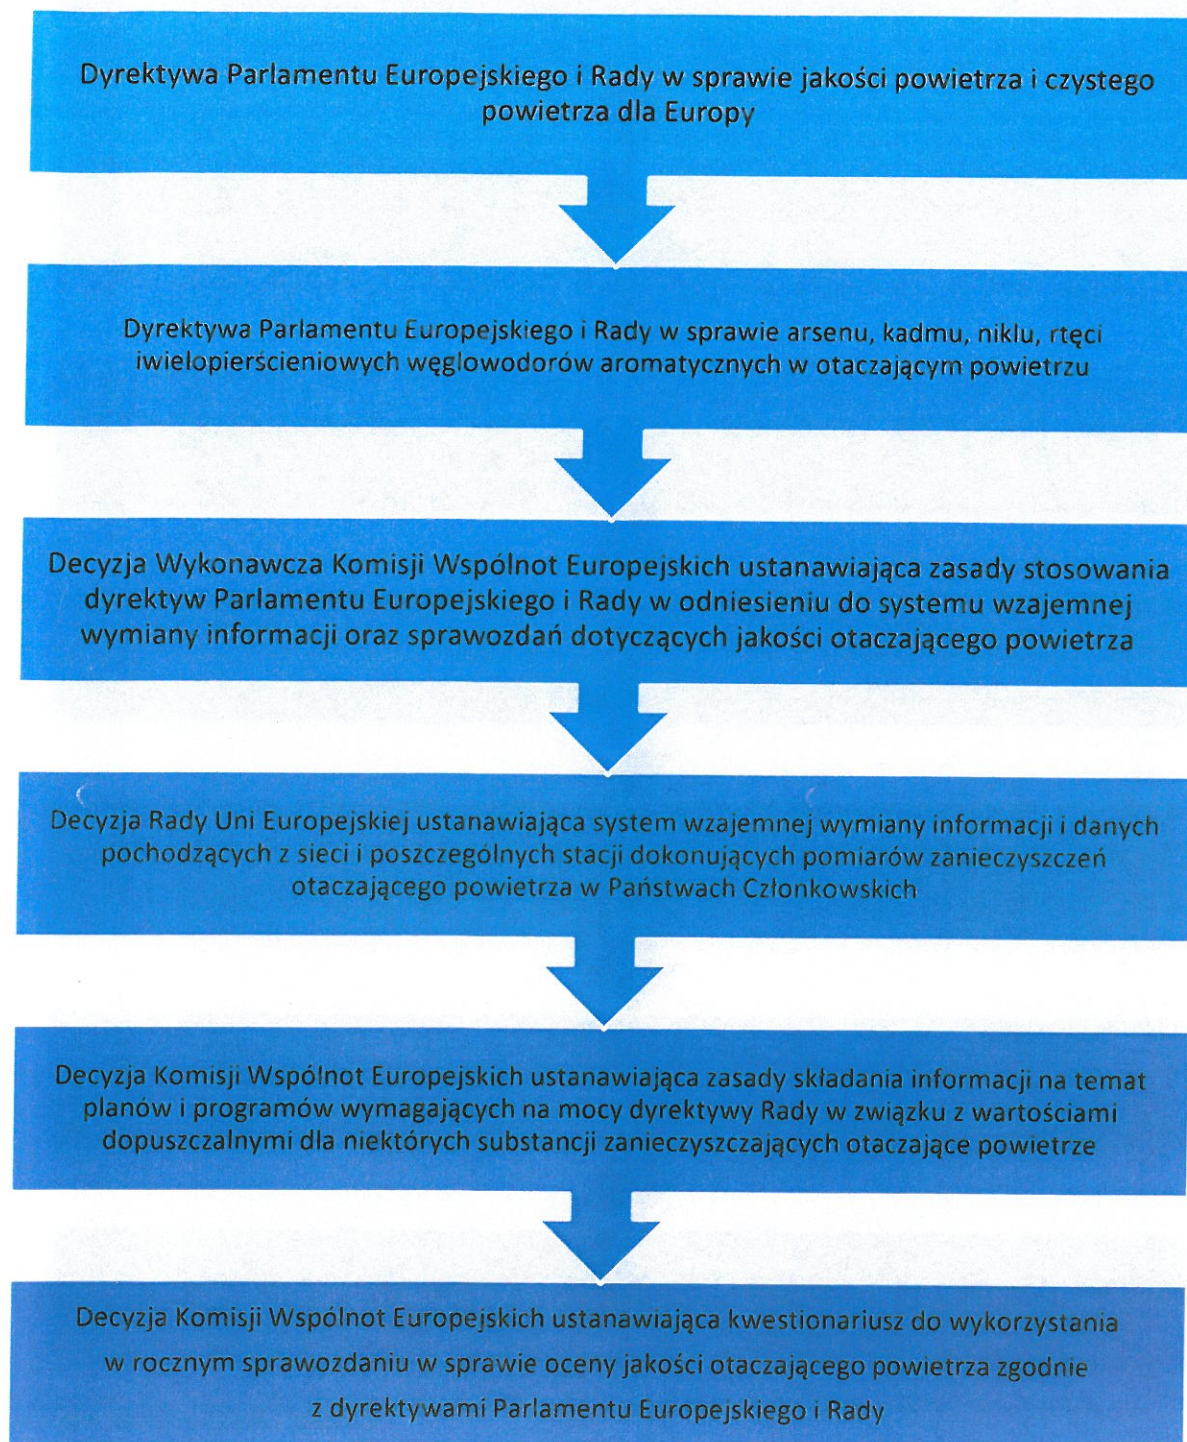 Dyrektywa Parlamentu Europejskiego i Rady w sprawie jakości powietrza i czystego
powietrza dla Europy
Dyrektywa Parlamentu Europejskiego i Rady w sprawie arsenu, kadmu, niklu, rtęci
iwielopierścieniowych węglowodorów aromatycznych w otaczającym powietrzu
Decyzja Wykonawcza Komisji Wspólnot Europejskich ustanawiająca zasady stosowania
dyrektyw Parlamentu Europejskiego i Rady w odniesieniu do systemu wzajemnej
wymiany informacji oraz sprawozdań dotyczących jakości otaczającego powietrza
Decyzja Rady Uni Europejskiej ustanawiająca system wzajemnej wymiany informacji i danych
pochodzących z sieci i poszczególnych stacji dokonujących pomiarów zanieczyszczeń
otaczającego powietrza w Państwach Członkowskich
Decyzja Komisji Wspólnot Europejskich ustanawiająca zasady składania informacji na temat
planów i programów wymagających na mocy dyrektywy Rady w związku z wartościami
dopuszczalnymi dla niektórych substancji zanieczyszczających otaczające powietrze
Decyzja Komisji Wspólnot Europejskich ustanawiająca kwestionariusz do wykorzystania
w rocznym sprawozdaniu w sprawie oceny jakości otaczającego powietrza zgodnie
z dyrektywami Parlamentu Europejskiego i Rady